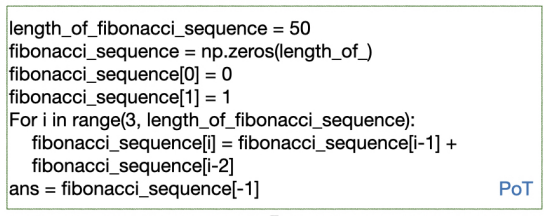 length_of_fibonacci_sequence = 50
fibonacci_sequence = np.zeros(length_of_)
fibonacci_sequence[0] = 0
fibonacci_sequence[1] = 1
For i in range(3, length_of_fibonacci_sequence):
fibonacci_sequence[i] = fibonacci_sequence[i-1] +
fibonacci_sequence[i-2]
ans = fibonacci_sequence[-1]
PoT